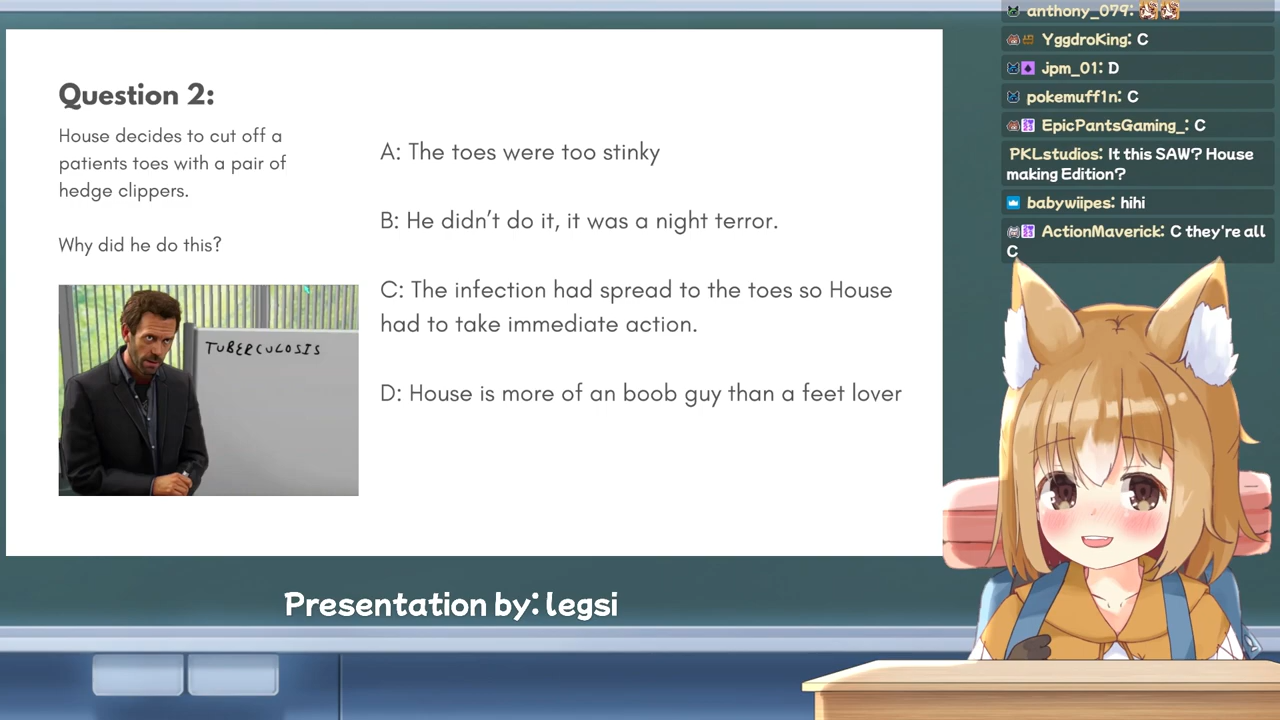 Question 2:
House decides to cut off a
patients toes with a pair of
hedge clippers.
Why did he do this?
TUBERCULOSIS
A: The toes were too stinky
B: He didn't do it, it was a night terror.
C: The infection had spread to the toes so House
had to take immediate action.
D: House is more of an boob guy than a feet lover
Presentation by: legsi
anthony_079:
YggdroKing: C
jpm_01: D
pokemuff1n: C
EpicPantsGaming_: C
PKLstudios: It this SAW? House
making Edition?
babywiipes: hihi
ActionMaverick: C they're all
C